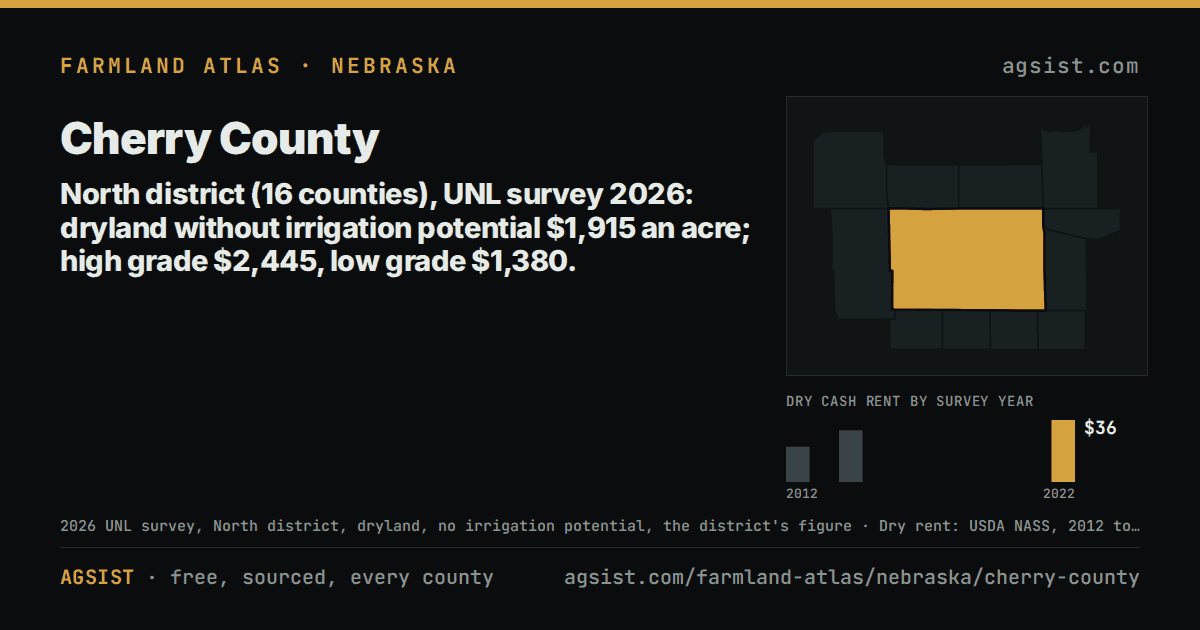 FARMLAND ATLAS · NEBRASKA
agsist.com
Cherry County
North district (16 counties), UNL survey 2026:
dryland without irrigation potential $1,915 an acre;
high grade $2,445, low grade $1,380.
DRY CASH RENT BY SURVEY YEAR
$36
2012
2022
2026 UNL survey, North district, dryland, no irrigation potential, the district's figure · Dry rent: USDA NASS, 2012 to…
AGSIST · free, sourced, every county
agsist.com/farmland-atlas/nebraska/cherry-county